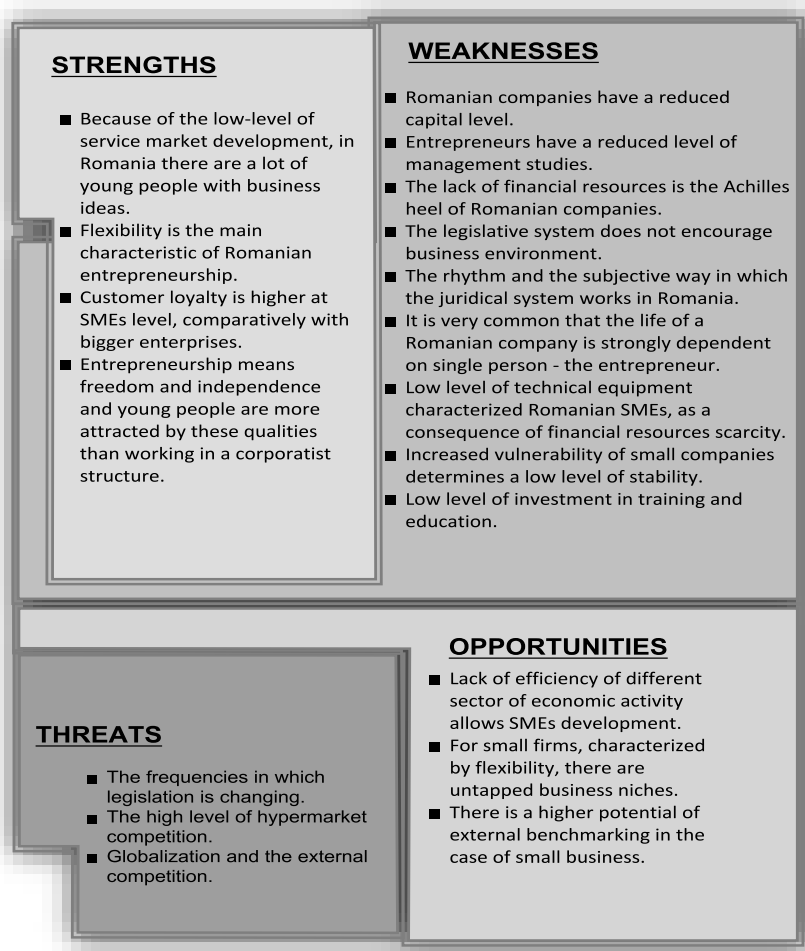 STRENGTHS
■ Because of the low-level of
service market development, in
Romania there are a lot of
young people with business
ideas.
■ Flexibility is the main
characteristic of Romanian
entrepreneurship.
■ Customer loyalty is higher at
SMEs level, comparatively with
bigger enterprises.
■ Entrepreneurship means
freedom and independence
and young people are more
attracted by these qualities
than working in a corporatist
structure.
WEAKNESSES
■ Romanian companies have a reduced
capital level.
■ Entrepreneurs have a reduced level of
management studies.
■ The lack of financial resources is the Achilles
heel of Romanian companies.
■ The legislative system does not encourage
business environment.
■ The rhythm and the subjective way in which
the juridical system works in Romania.
■ It is very common that the life of a
Romanian company is strongly dependent
on single person - the entrepreneur.
■ Low level of technical equipment
characterized Romanian SMEs, as a
consequence of financial resources scarcity.
■ Increased vulnerability of small companies
determines a low level of stability.
■ Low level of investment in training and
education.
THREATS
■ The frequencies in which
legislation is changing.
■ The high level of hypermarket
competition.
■ Globalization and the external
competition.
OPPORTUNITIES
■ Lack of efficiency of different
sector of economic activity
allows SMEs development.
■ For small firms, characterized
by flexibility, there are
untapped business niches.
■ There is a higher potential of
external benchmarking in the
case of small business.